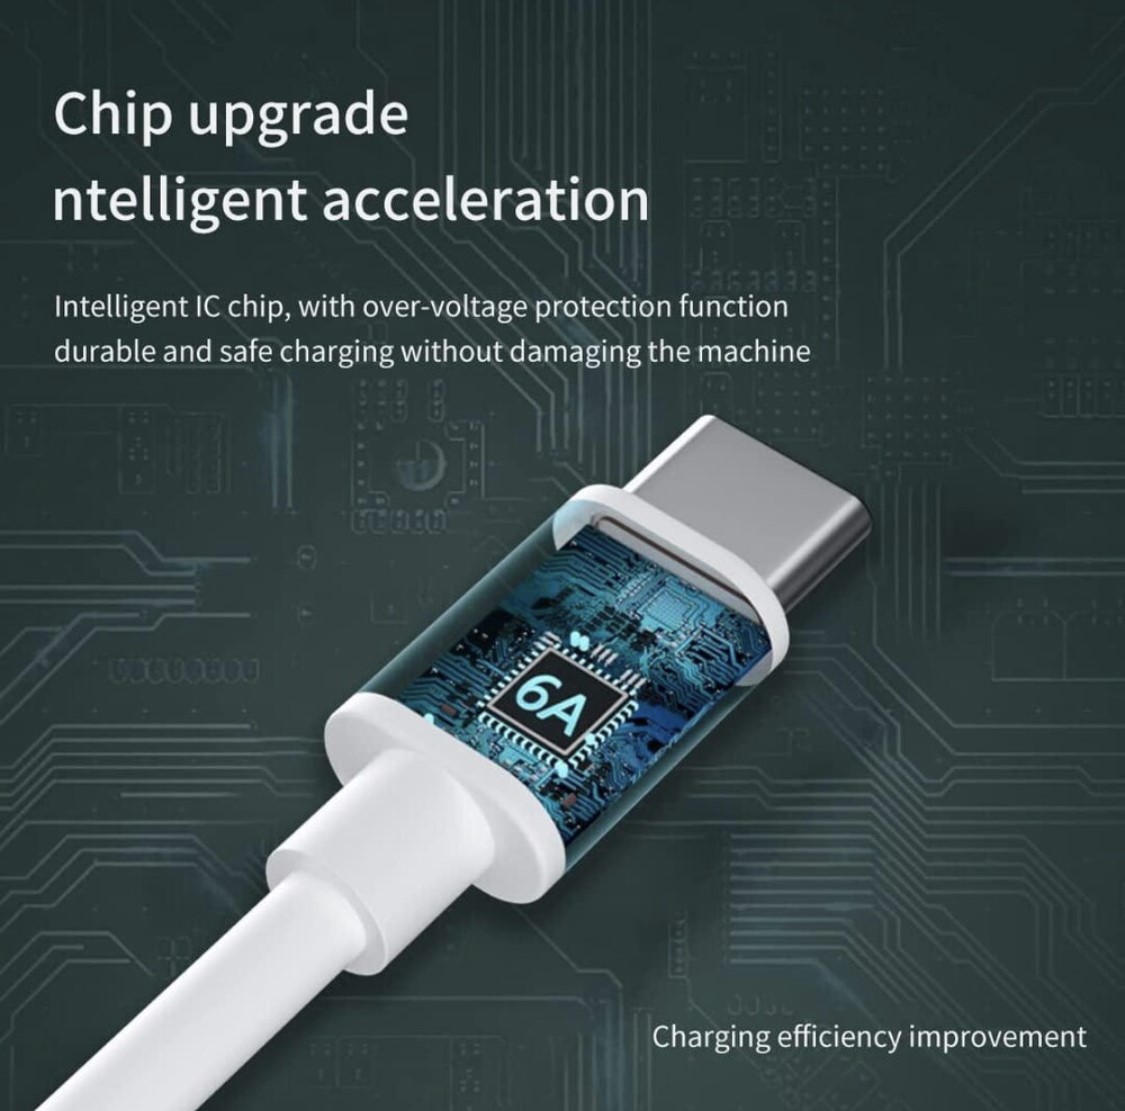 Chip upgrade
ntelligent acceleration
Intelligent IC chip, with over-voltage protection function
durable and safe charging without damaging the machine
6A
Charging efficiency improvement